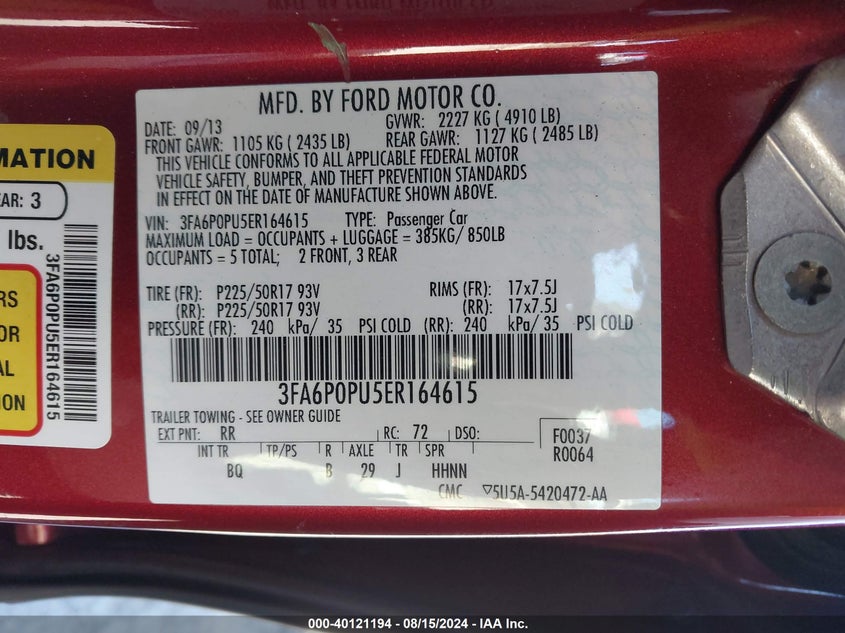 MATION
EAR: 3
lbs.
RS
OR
AL
ION
3FA6P0PU5ER164615
MFD. BY FORD MOTOR CO.
DATE: 09/13 GVWR: 2227 KG ( 4910 LB)
FRONT GAWR: 1105 KG ( 2435 LB) REAR GAWR: 1127 KG ( 2485 LB)
THIS VEHICLE CONFORMS TO ALL APPLICABLE FEDERAL MOTOR
VEHICLE SAFETY, BUMPER, AND THEFT PREVENTION STANDARDS
IN EFFECT ON THE DATE OF MANUFACTURE SHOWN ABOVE.
VIN: 3FA6P0PU5ER164615 TYPE: Passenger Car
MAXIMUM LOAD = OCCUPANTS + LUGGAGE = 385KG/ 850LB
OCCUPANTS = 5 TOTAL; 2 FRONT, 3 REAR
TIRE (FR): P225/50R17 93V RIMS (FR): 17x7.5J
(RR): P225/50R17 93V (RR): 17x7.5J
PRESSURE (FR): 240 kPa/ 35 PSI COLD (RR): 240 kPa/ 35 PSI COLD
3FA6P0PU5ER164615
TRAILER TOWING - SEE OWNER GUIDE
EXT PNT: RR RC: 72 DSO: F0037
INT TR TP/PS R AXLE TR SPR R0064
BQ B 29 J HHNN
CMC ▽5U5A-5420472-AA
000-40121194 - 08/15/2024 - IAA Inc.